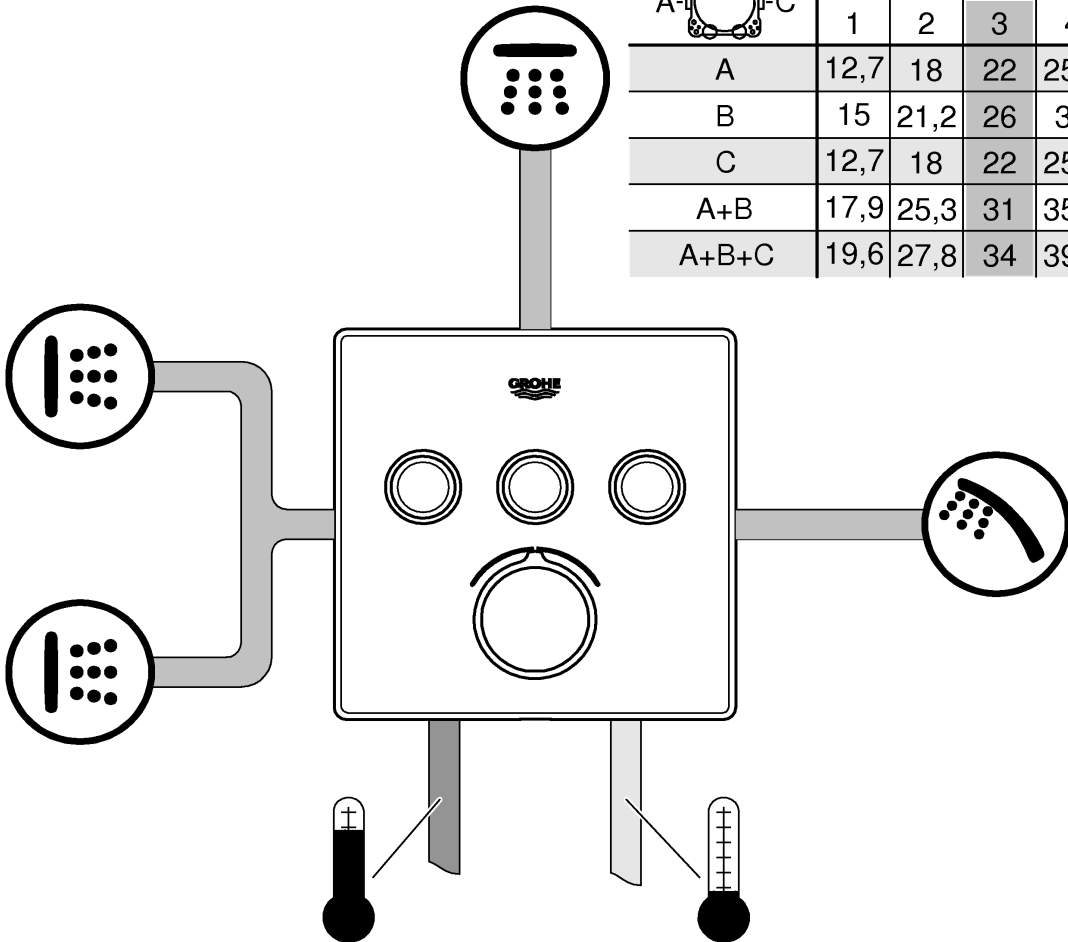 A C
1 2 3
A 12,7 18 22
B 15 21,2 26
C 12,7 18 22
A+B 17,9 25,3 31
A+B+C 19,6 27,8 34
GROHE